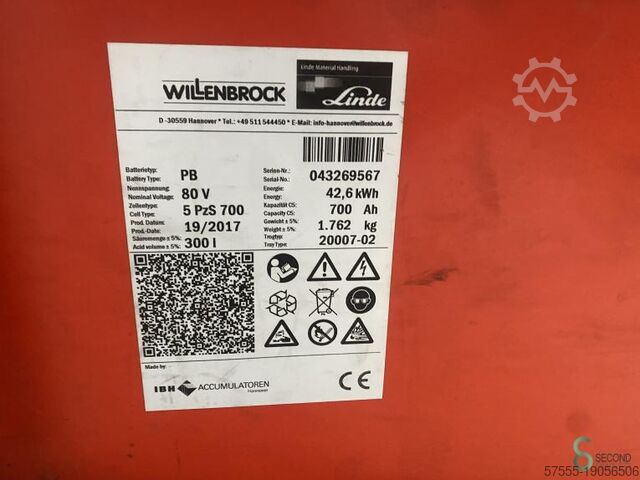 WILLENBROCK
Linde Material Handling
Linde
D -30559 Hannover * Tel.: +49 511 544450 * E-Mail: info-hannover@willenbrock.de
Batterietyp: PB Serien-Nr.: 043269567
Battery Type: Serial-No.:
Nennspannung: 80 V Energie: 42,6 kWh
Nominal Voltage: Energy:
Zellentype: 5 PzS 700 Kapazität C5: 700 Ah
Cell Type: Capacity C5:
Prod. Datum: 19/2017 Gewicht ± 5%: 1.762 kg
Prod.-Date: Weight ± 5%:
Säuremenge ± 5%: 300 l Trogtyp: 20007-02
Acid volume ± 5%: Tray Type:
Made by:
IBH ACCUMULATOREN
Hannover
CE
SECOND
57555-19056506